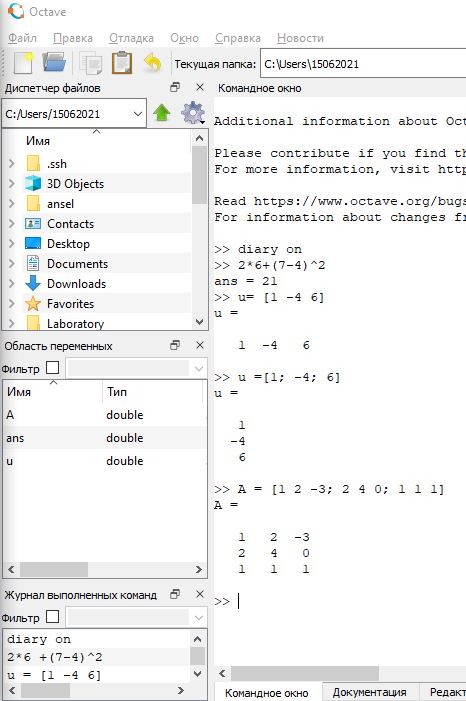 Octave
Файл Правка Отладка Окно Справка Новости
Текущая папка: C:\Users\15062021
Диспетчер файлов
C:/Users/15062021
Имя
.ssh
3D Objects
ansel
Contacts
Desktop
Documents
Downloads
Favorites
Laboratory
Область переменных
Фильтр
Имя Тип
A double
ans double
u double
Журнал выполненных команд
Фильтр
diary on
2*6 +(7-4)^2
u = [1 -4 6]
Командное окно
Additional information about Oct
Please contribute if you find th
For more information, visit http
Read https://www.octave.org/bugs
For information about changes fr
>> diary on
>> 2*6+(7-4)^2
ans = 21
>> u= [1 -4 6]
u =
1 -4 6
>> u =[1; -4; 6]
u =
1
-4
6
>> A = [1 2 -3; 2 4 0; 1 1 1]
A =
1 2 -3
2 4 0
1 1 1
>>
Командное окно Документация Редакт